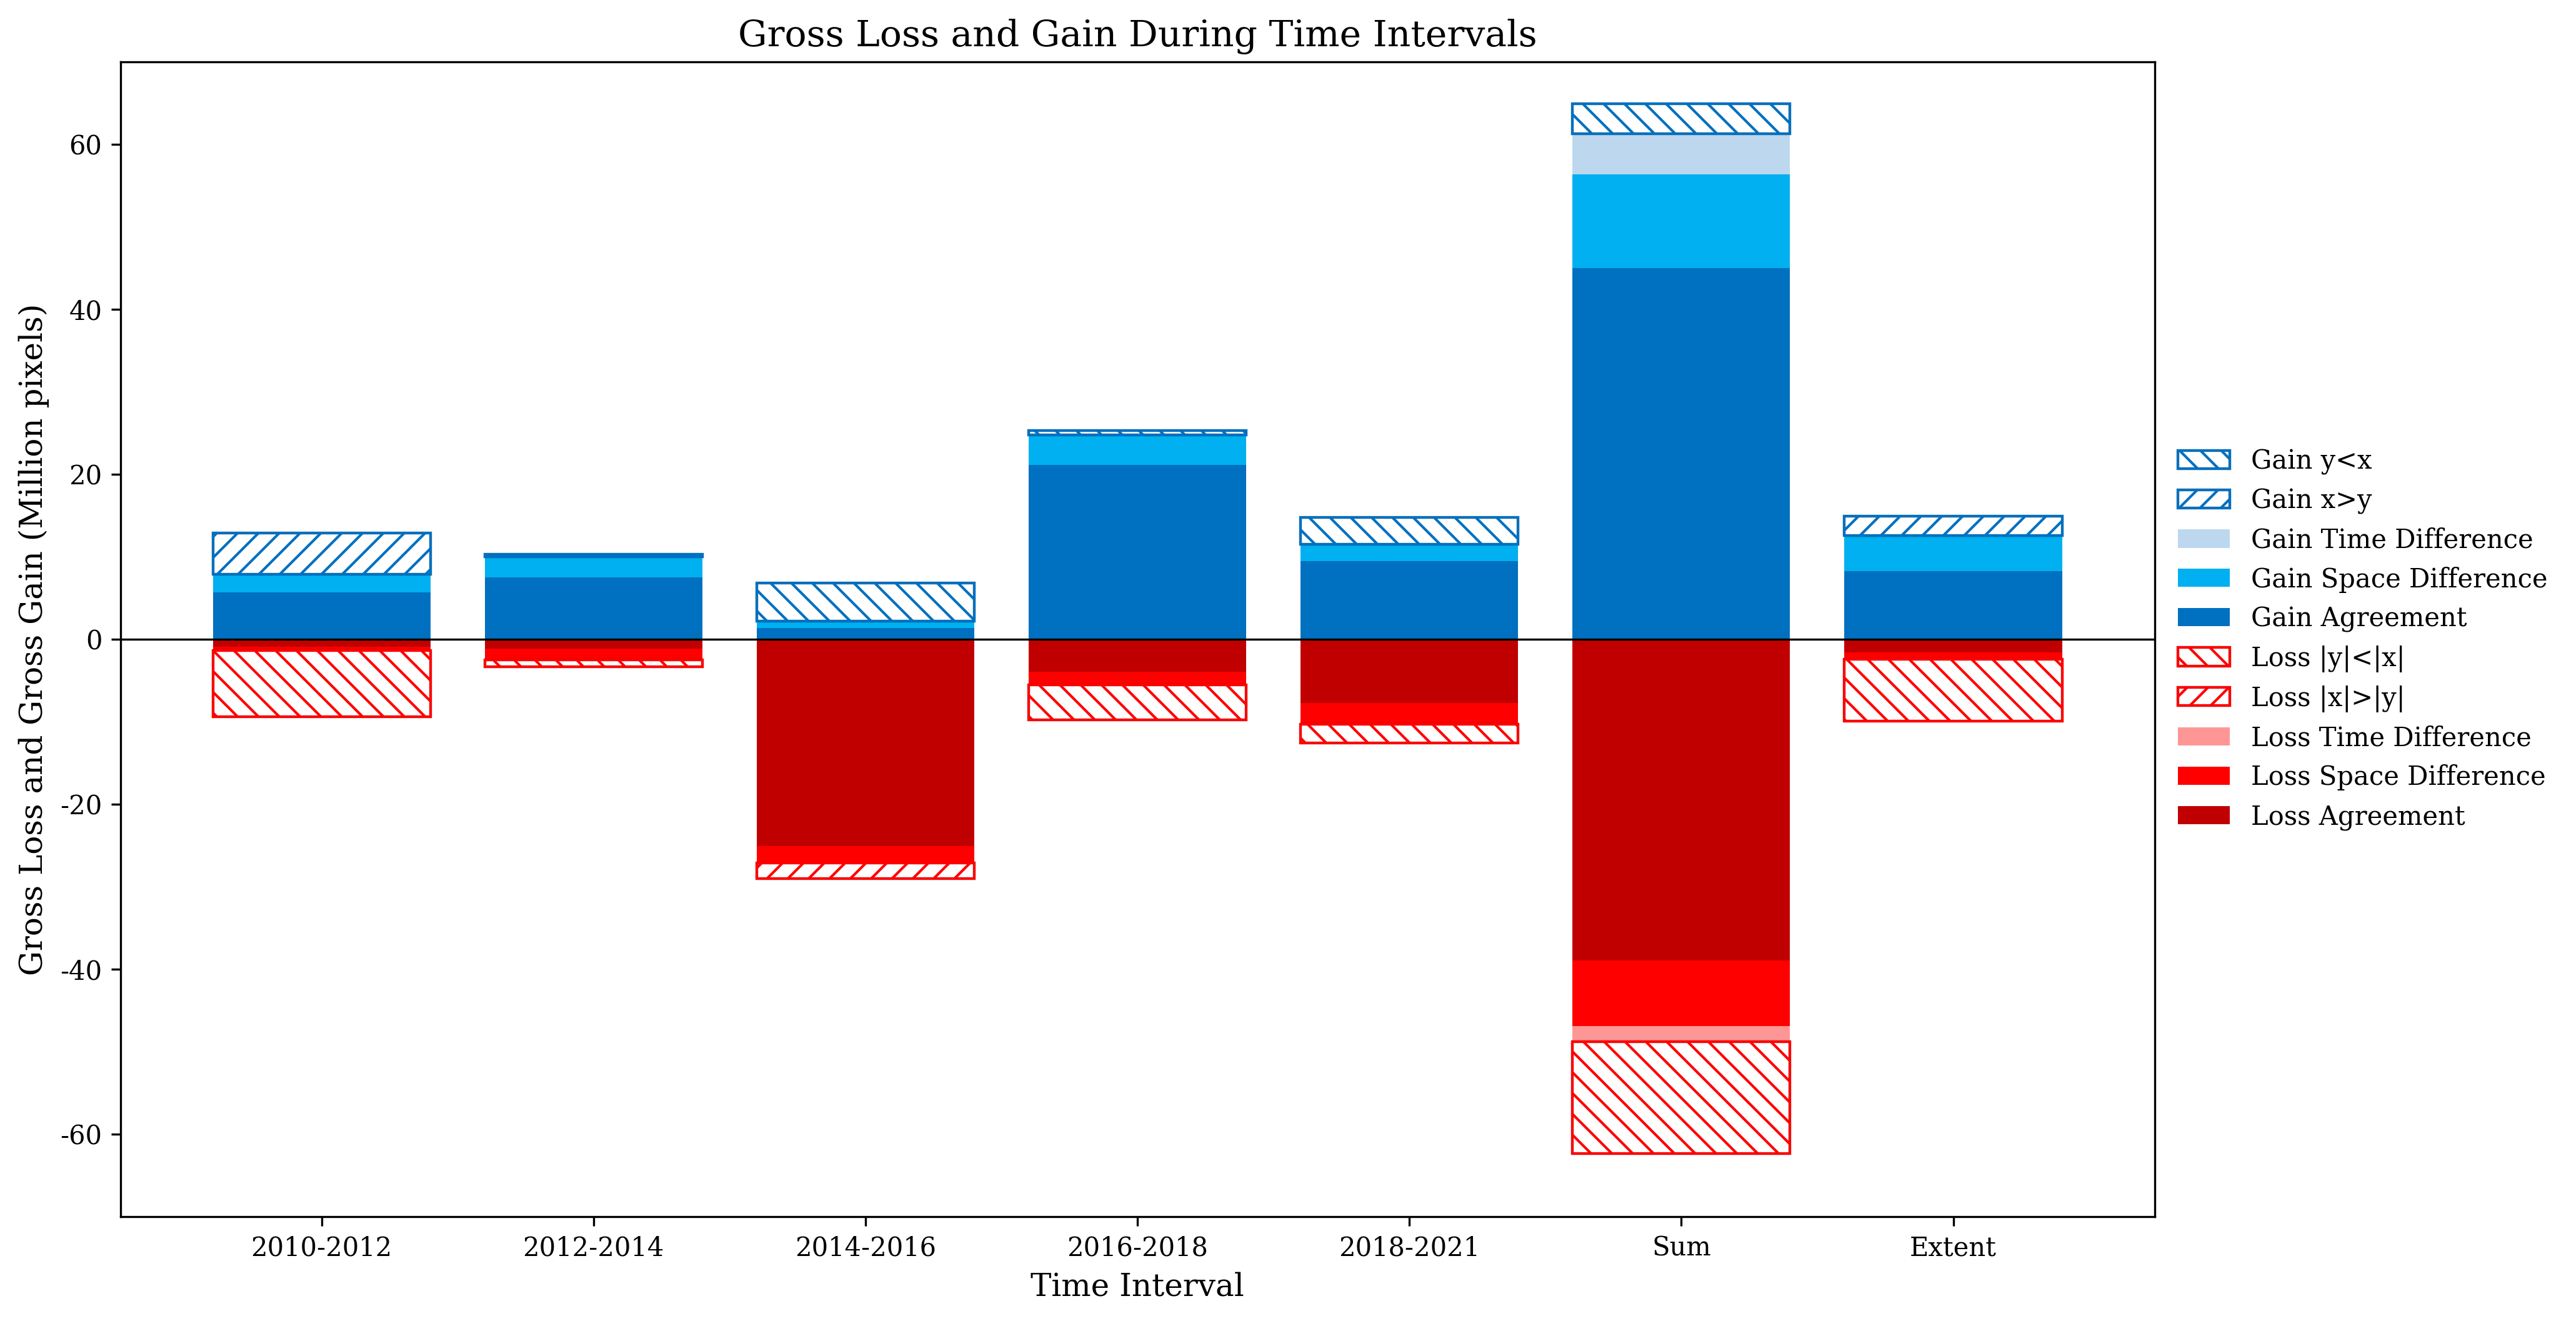 Gross Loss and Gain During Time Intervals
Gross Loss and Gross Gain (Million pixels)
60
40
20
0
-20
-40
-60
2010-2012
2012-2014
2014-2016
2016-2018
2018-2021
Sum
Extent
Time Interval
Gain y<x
Gain x>y
Gain Time Difference
Gain Space Difference
Gain Agreement
Loss |y|<|x|
Loss |x|>|y|
Loss Time Difference
Loss Space Difference
Loss Agreement